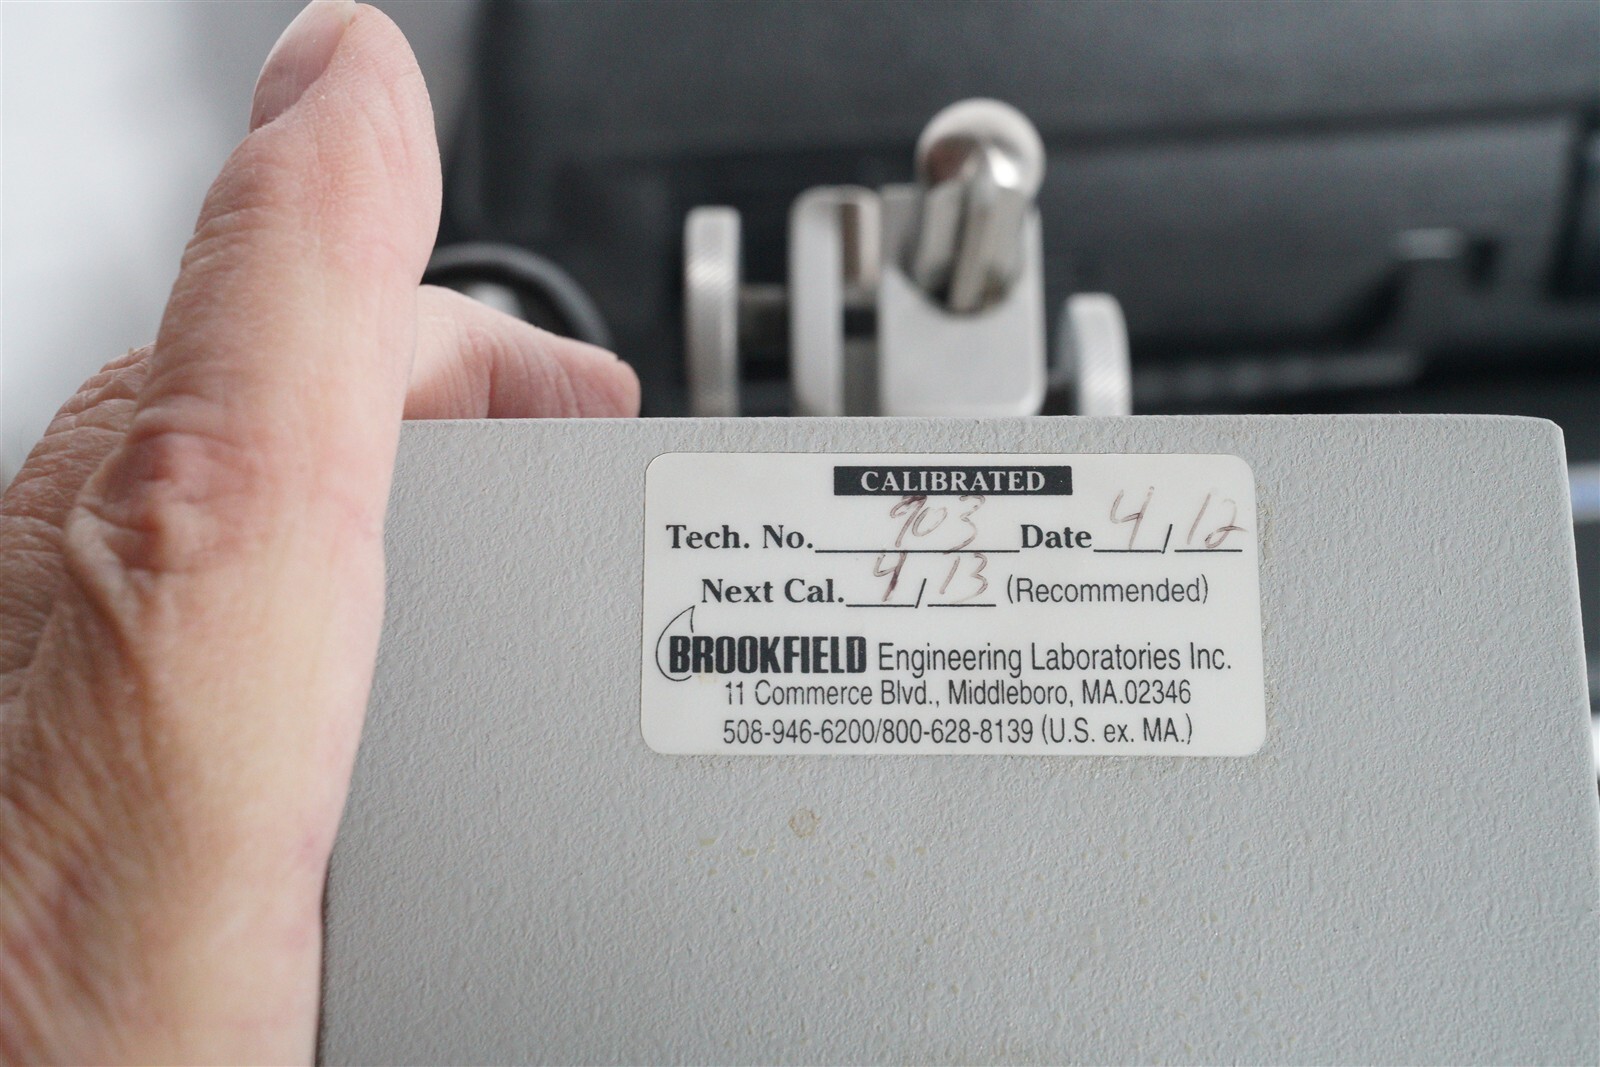 CALIBRATED
Tech. No. 903 Date 4/12
Next Cal. 4/13 (Recommended)
BROOKFIELD Engineering Laboratories Inc.
11 Commerce Blvd., Middleboro, MA.02346
508-946-6200/800-628-8139 (U.S. ex. MA.)